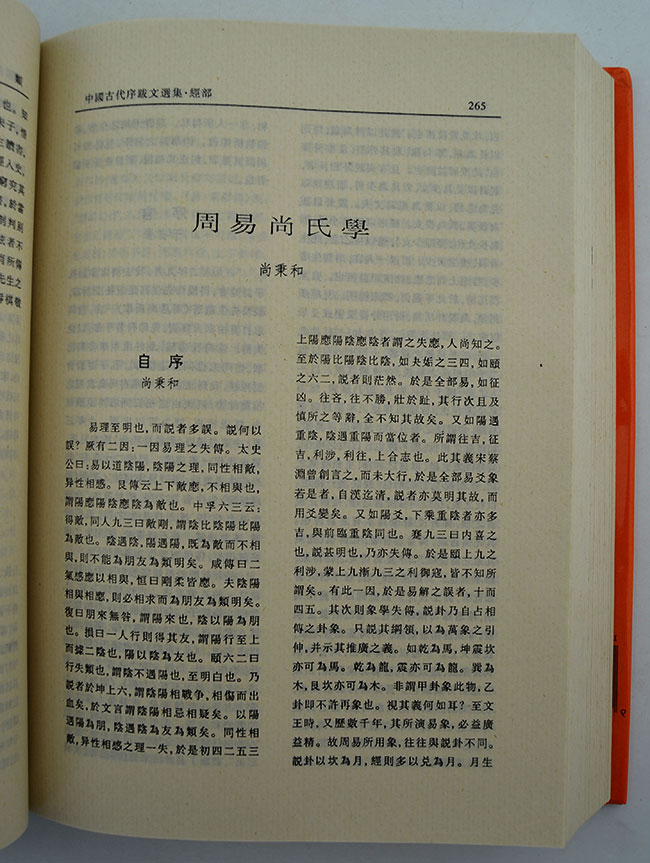 中國古代序跋文選集·經部
265
周易尚氏學
尚秉和
自序
尚秉和
易理至明也，而説者多誤。説何以
誤？厥有二因：一因易理之失傳。太史
公曰：易以道陰陽，陰陽之理，同性相敵，
异性相感。艮傳云上下敵應，不相與也，
謂陽應陽陰應陰為敵也。中孚六三云：
得敵，同人九三曰敵剛，謂陰比陰陽比陽
為敵也。陰遇陰，陽遇陽，既為敵而不相
與，則不能為朋友為類明矣。咸傳曰二
氣感應以相與，恒曰剛柔皆應。夫陰陽
相與相應，則必相求而為朋友為類明矣。
復曰朋來無咎，謂陽來也，陰以陽為朋
也。損曰一人行則得其友，謂陽行至上
而據二陰也，陽以陰為友也。頤六二曰
行失類也，謂陰不遇陽也，至明白也。乃
説者於坤上六，謂陰陽相戰爭，相傷而出
血矣，於文言謂陰陽相忌相疑矣。以陽
遇陽為朋，陰遇陰為友為類矣。同性相
敵，异性相感之理一失，於是初四二五三
上陽應陽陰應陰者謂之失應，人尚知之。
至於陽比陽陰比陰，如夬姤之三四，如頤
之六二，説者則茫然。於是全部易，如征
凶。往吝，往不勝，壯於趾，其行次且及
慎所之等辭，全不知其故矣。又如陽遇
重陰，陰遇重陽而當位者。所謂往吉，征
吉，利涉，利往，上合志也。此其義宋蔡
淵曾創言之，而未大行，於是全部易爻象
若是者，自漢迄清，説者亦莫明其故，而
用爻變矣。又如陽爻，下乘重陰者亦多
吉，與前臨重陰同也。蹇九三曰内喜之
也，説甚明也，乃亦失傳。於是頤上九之
利涉，蒙上九漸九三之利禦寇，皆不知所
謂矣。有此一因，於是易解之誤者，十而
四五。其次則象學失傳，説卦乃自占相
傳之卦象。只説其綱領，以為萬象之引
伸，并示其推廣之義。如乾為馬，坤震坎
亦可為馬。乾為龍，震亦可為龍。巽為
木，艮坎亦可為木。非謂甲卦象此物，乙
卦即不許再象也。視其義何如耳？至文
王時，又歷數千年，其所演易象，必益廣
益精。故周易所用象，往往與説卦不同。
説卦以坎為月，經則多以兑為月。月生